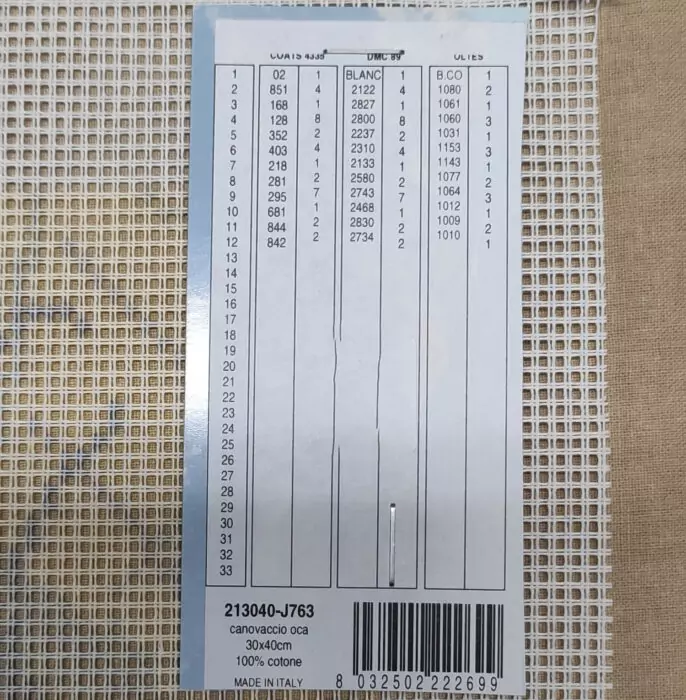 COATS 4335 DMC 89 OLTES
1 02 1 BLANC 1 B.CO 1
2 851 4 2122 4 1080 2
3 168 1 2827 1 1061 1
4 128 8 2800 8 1060 3
5 352 2 2237 2 1031 1
6 403 4 2310 4 1153 3
7 218 1 2133 1 1143 1
8 281 2 2580 2 1077 2
9 295 7 2743 7 1064 3
10 681 1 2468 1 1012 1
11 844 2 2830 2 1009 2
12 842 2 2734 2 1010 1
13
14
15
16
17
18
19
20
21
22
23
24
25
26
27
28
29
30
31
32
33
213040-J763
canovaccio oca
30x40cm
100% cotone
MADE IN ITALY
8 032502 222699